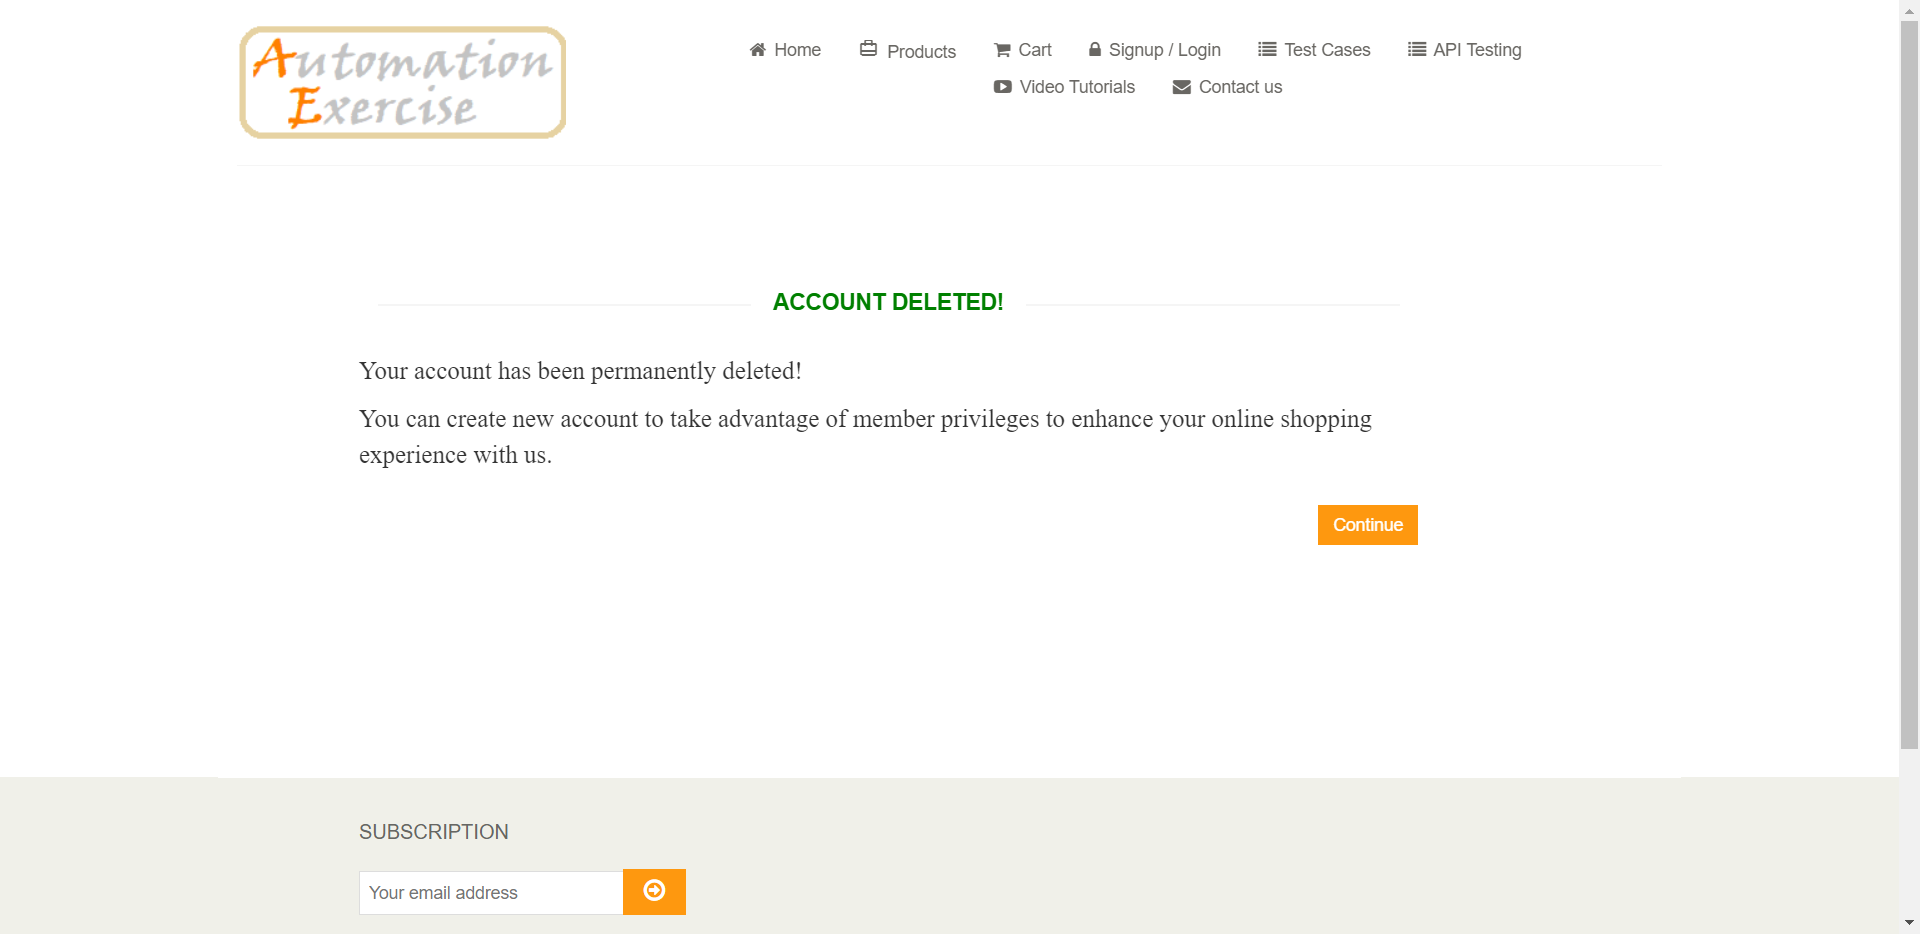 Automation
Exercise
Home
Products
Cart
Signup / Login
Test Cases
API Testing
Video Tutorials
Contact us
ACCOUNT DELETED!
Your account has been permanently deleted!
You can create new account to take advantage of member privileges to enhance your online shopping
experience with us.
Continue
SUBSCRIPTION
Your email address